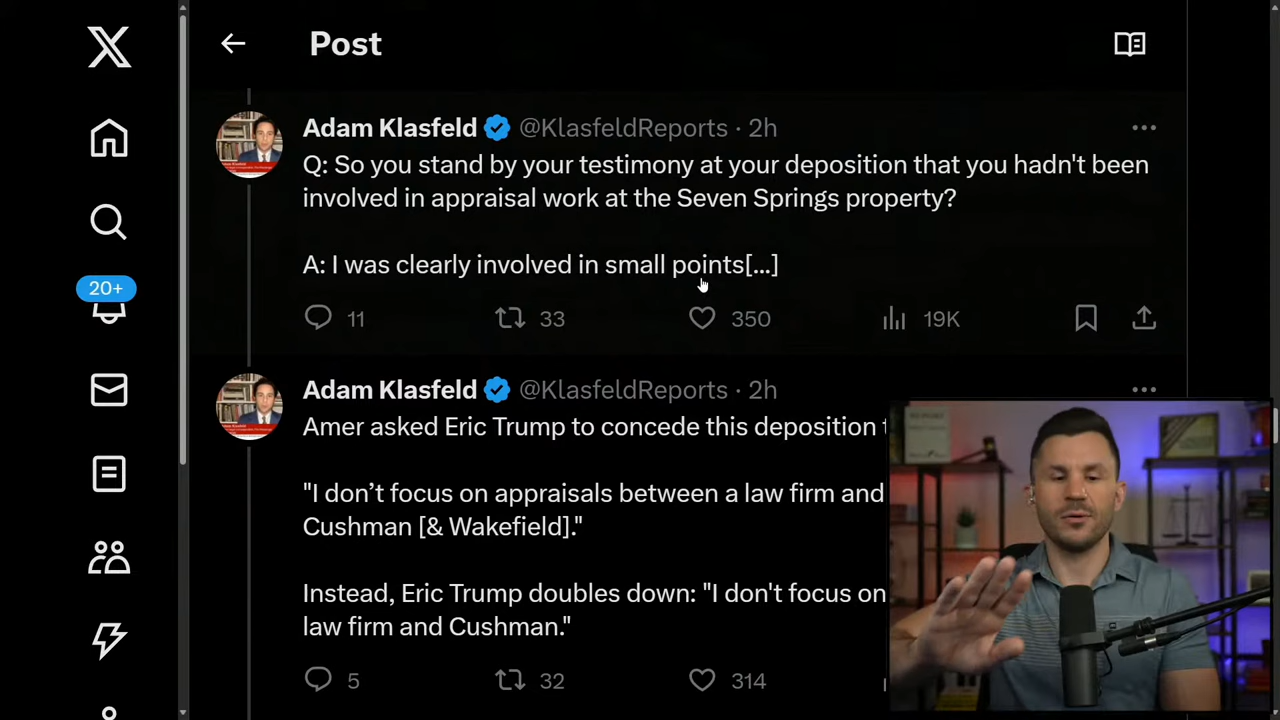 Post
Adam Klasfeld @KlasfeldReports · 2h
Q: So you stand by your testimony at your deposition that you hadn't been
involved in appraisal work at the Seven Springs property?
A: I was clearly involved in small points[...]
11 33 350 19K
20+
Adam Klasfeld @KlasfeldReports · 2h
Amer asked Eric Trump to concede this deposition
"I don’t focus on appraisals between a law firm and
Cushman [& Wakefield]."
Instead, Eric Trump doubles down: "I don't focus on
law firm and Cushman."
5 32 314